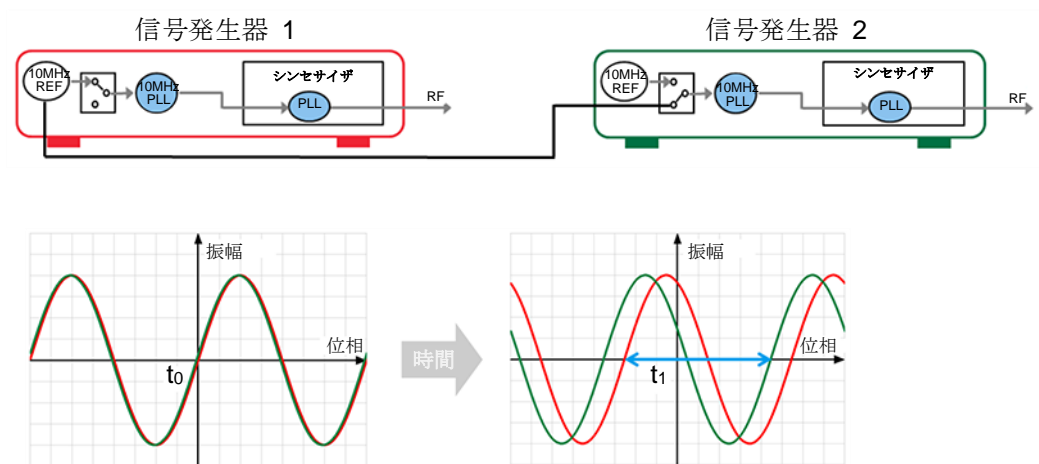 信号発生器 1
信号発生器 2
10MHz
REF
10MHz
PLL
シンセサイザ
PLL
RF
10MHz
REF
10MHz
PLL
シンセサイザ
PLL
RF
振幅
位相
t0
時間
振幅
位相
t1